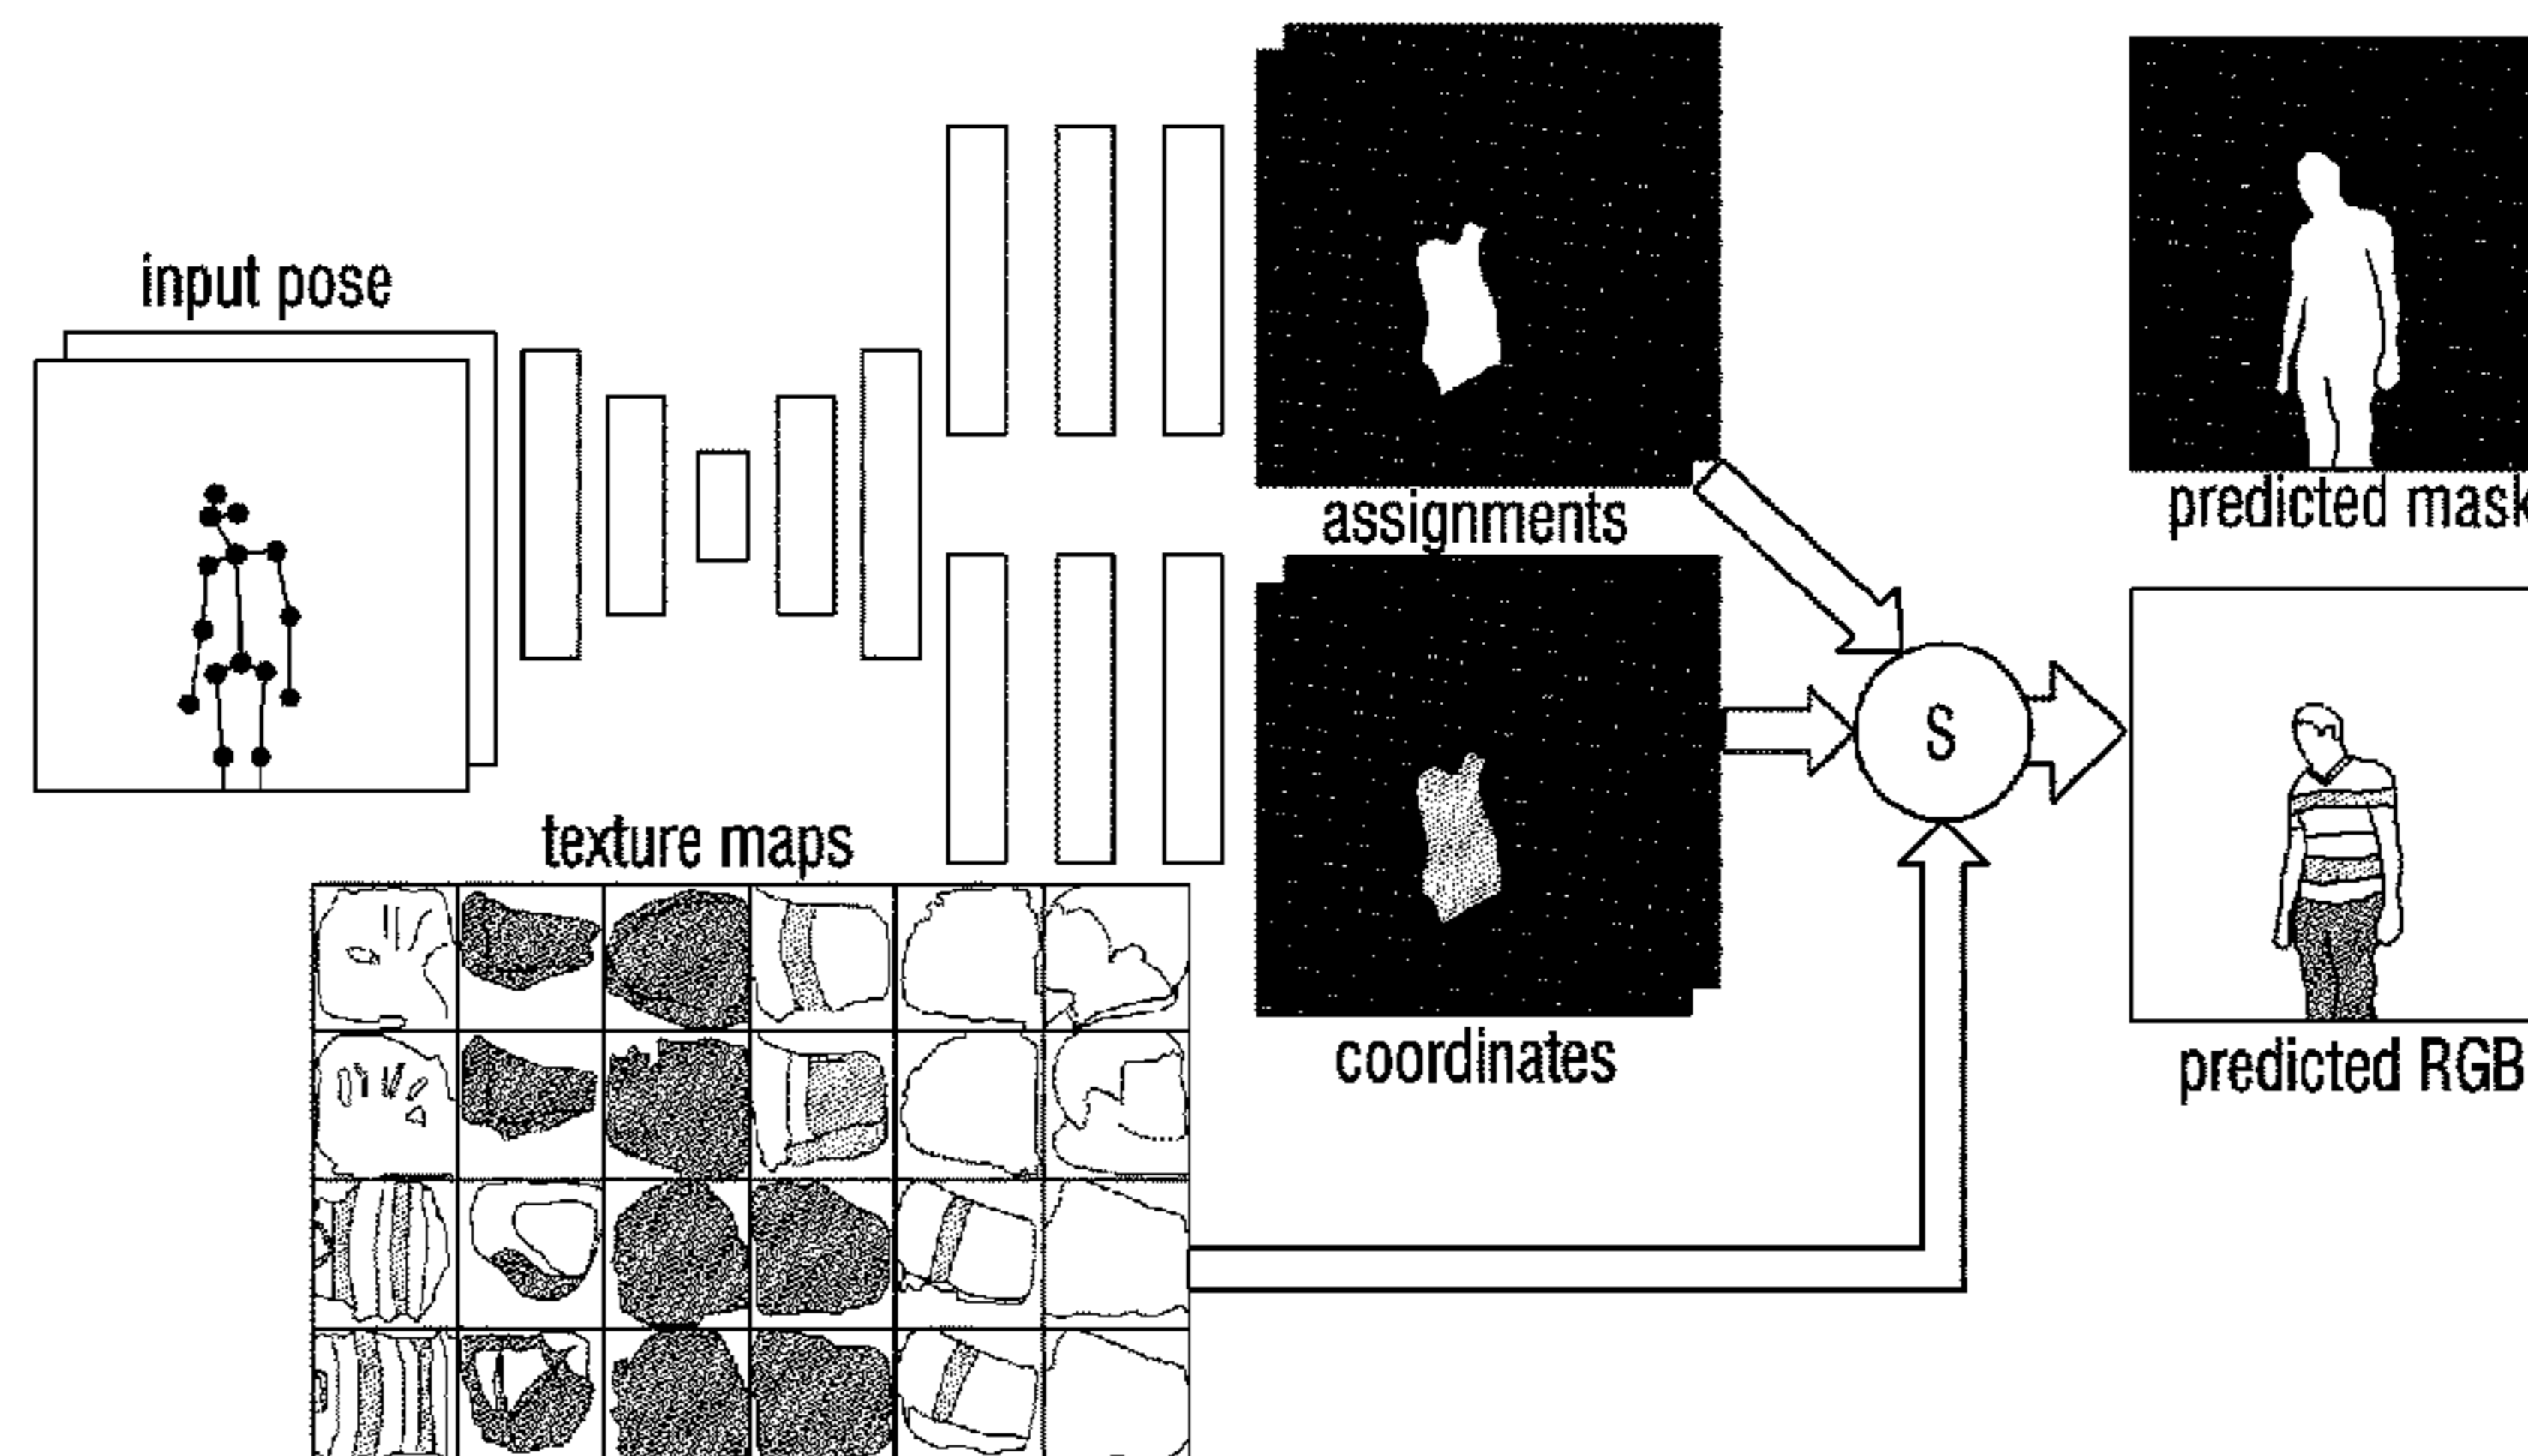 input pose
texture maps
assignments
coordinates
S
predicted mask
predicted RGB